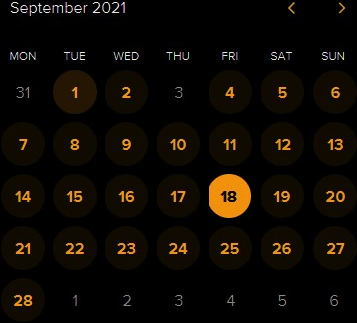 September 2021
MON TUE WED THU FRI SAT SUN
31 1 2 3 4 5 6
7 8 9 10 11 12 13
14 15 16 17 18 19 20
21 22 23 24 25 26 27
28 1 2 3 4 5 6